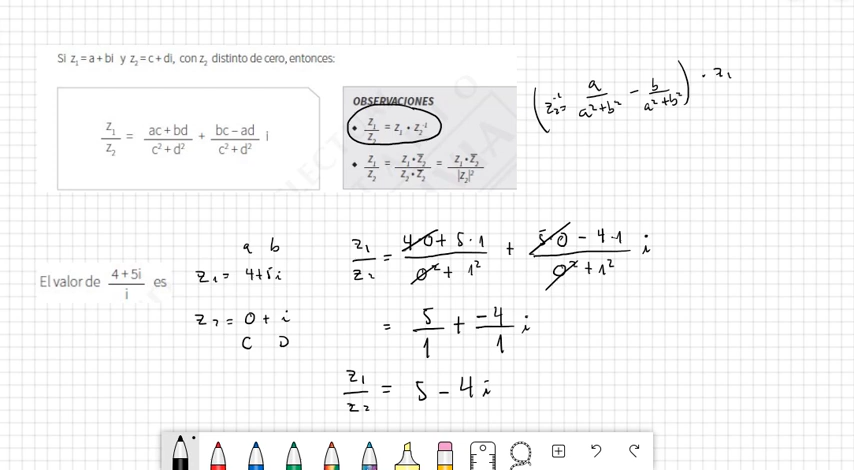 Si z₁ = a + bi y z₂ = c + di, con z₂ distinto de cero, entonces:
z₁/z₂ = (ac + bd)/(c² + d²) + (bc – ad)/(c² + d²) i
OBSERVACIONES
• z₁/z₂ = z₁ • z₂⁻¹
• z₁/z₂ = (z₁ • z̄₂)/(z₂ • z̄₂) = (z₁ • z̄₂)/|z₂|²
(z₂⁻¹ = a/(a²+b²) – b/(a²+b²)) · z₁
El valor de (4 + 5i)/i es
a b
z₁ = 4+5i
z₂ = 0 + i
C D
z₁/z₂ = (4·0 + 5·1)/(0² + 1²) + (5·0 – 4·1)/(0² + 1²) i
= 5/1 + –4/1 i
z₁/z₂ = 5 – 4i